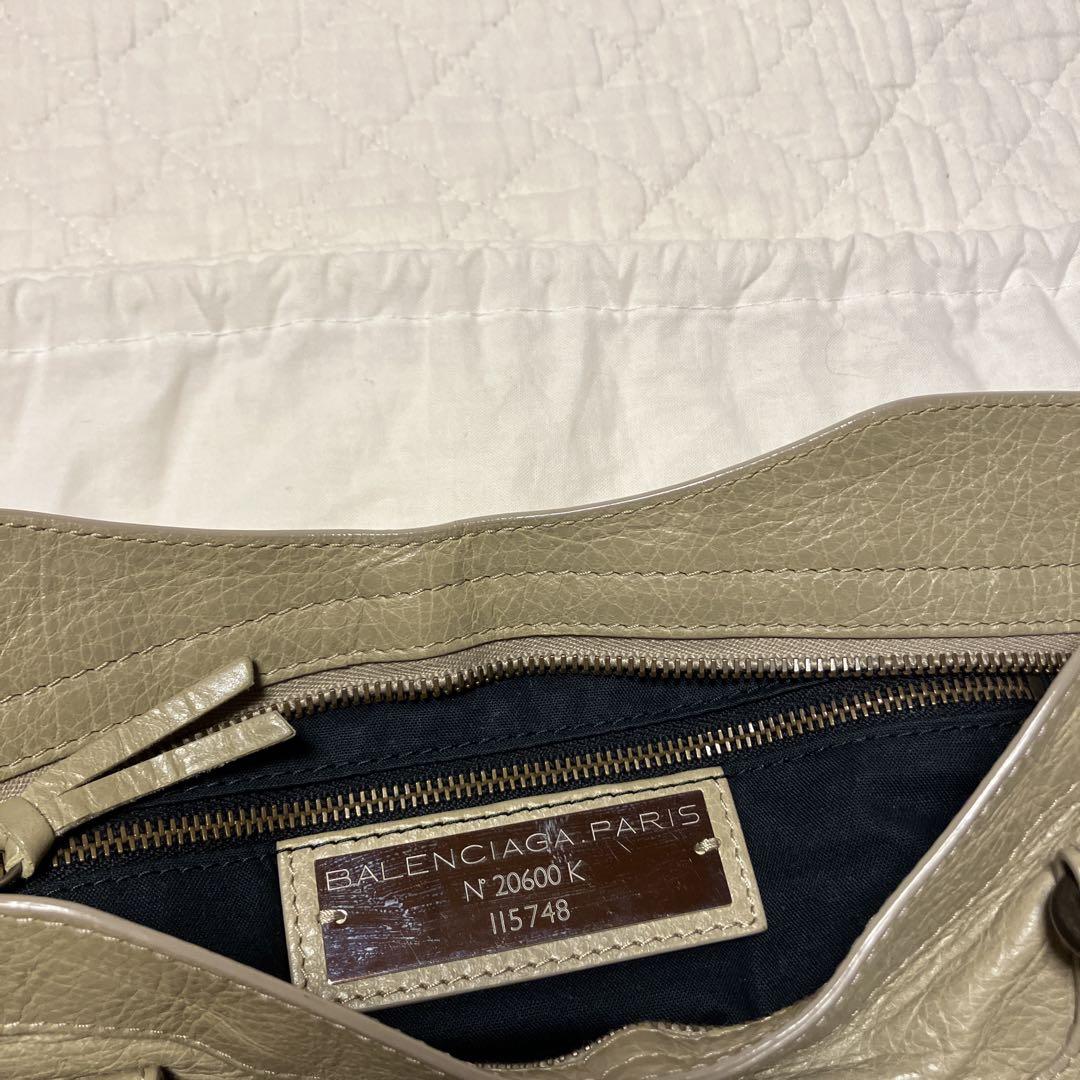 BALENCIAGA.PARIS
N° 20600 K
115748